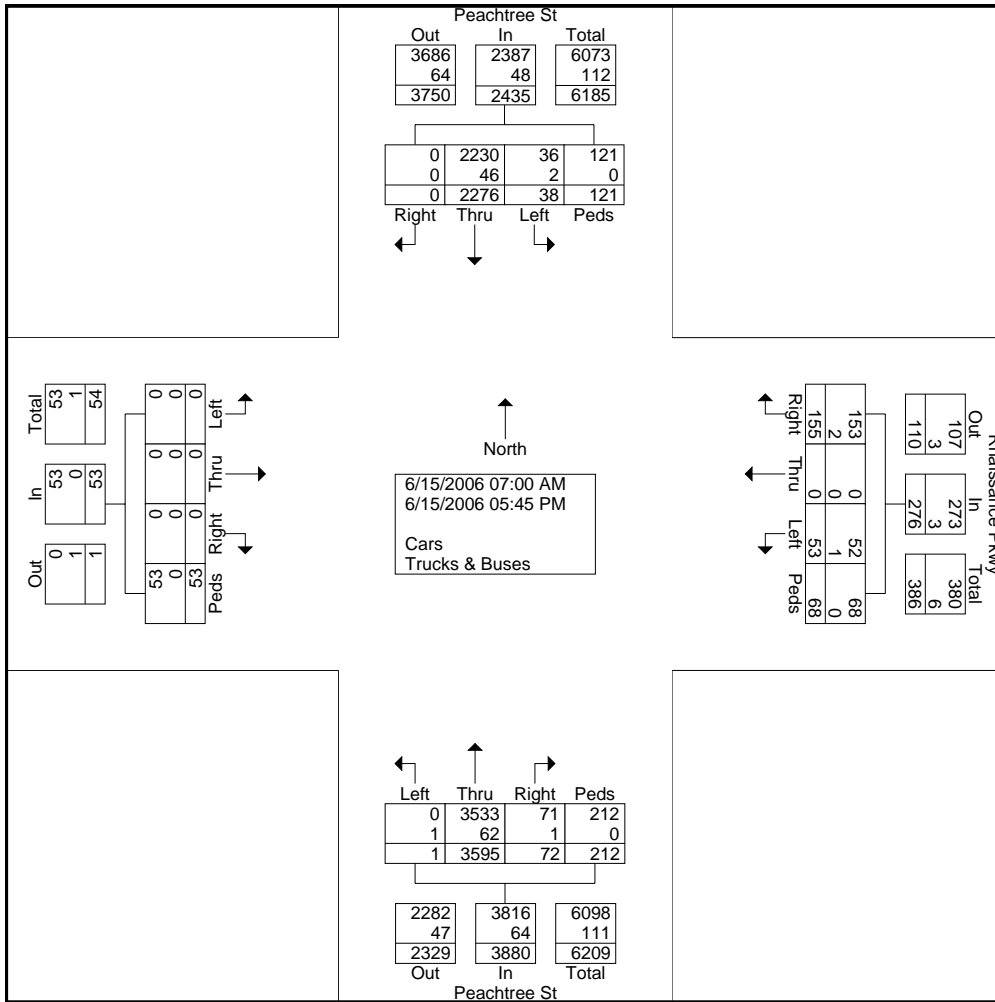 Peachtree St
Out In Total
3686 2387 6073
64 48 112
3750 2435 6185
0 2230 36 121
0 46 2 0
0 2276 38 121
Right Thru Left Peds
Total In Out
54 53 1
1 0 1
53 53 0
Left Thru Right Peds
0 0 0 53
0 0 0 0
0 0 0 53
North
6/15/2006 07:00 AM
6/15/2006 05:45 PM
Cars
Trucks & Buses
Right Thru Left Peds
153 0 52 68
2 0 1 0
155 0 53 68
Out In Total
107 273 380
3 3 6
110 276 386
Left Thru Right Peds
0 3533 71 212
1 62 1 0
1 3595 72 212
2282 3816 6098
47 64 111
2329 3880 6209
Out In Total
Peachtree St